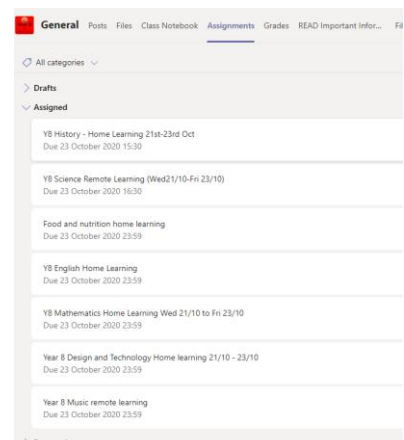 General Posts Files Class Notebook Assignments Grades READ Important Infor... Fil
All categories
Drafts
Assigned
Y8 History - Home Learning 21st-23rd Oct
Due 23 October 2020 15:30
Y8 Science Remote Learning (Wed21/10-Fri 23/10)
Due 23 October 2020 16:30
Food and nutrition home learning
Due 23 October 2020 23:59
Y8 English Home Learning
Due 23 October 2020 23:59
Y8 Mathematics Home Learning Wed 21/10 to Fri 23/10
Due 23 October 2020 23:59
Year 8 Design and Technology Home learning 21/10 - 23/10
Due 23 October 2020 23:59
Year 8 Music remote learning
Due 23 October 2020 23:59